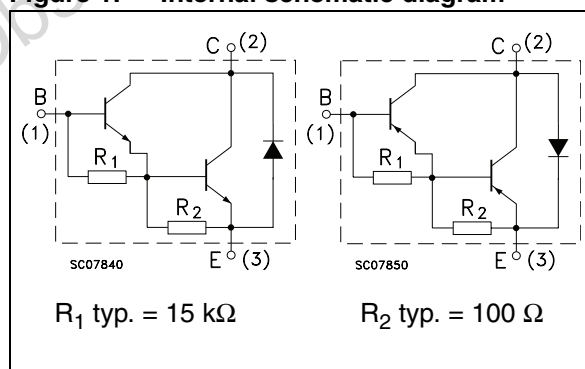 Figure 1. Internal schematic diagram
C (2) C (2)
B B
(1) (1)
R1 R1
R2 R2
SC07840 SC07850
E (3) E (3)
R1 typ. = 15 kΩ R2 typ. = 100 Ω